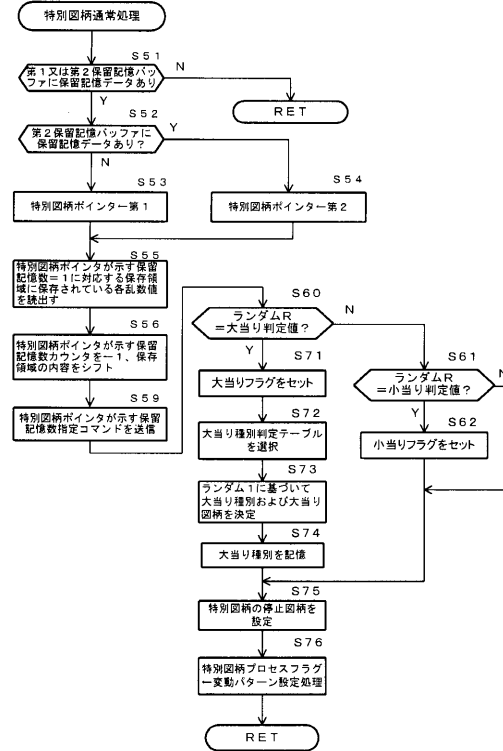 特別図柄通常処理
S51
第1又は第2保留記憶バッ
ファに保留記憶データあり
N
Y
RET
S52
第2保留記憶バッファに
保留記憶データあり？
Y
N
S53
特別図柄ポインター第1
S54
特別図柄ポインター第2
S55
特別図柄ポインタが示す保留
記憶数＝1に対応する保存領
域に保存されている各乱数値
を読出す
S56
特別図柄ポインタが示す保留
記憶数カウンタを－1、保存
領域の内容をシフト
S59
特別図柄ポインタが示す保留
記憶数指定コマンドを送信
S60
ランダムR
＝大当り判定値？
N
Y
S71
大当りフラグをセット
S72
大当り種別判定テーブル
を選択
S73
ランダム1に基づいて
大当り種別および大当り
図柄を決定
S74
大当り種別を記憶
S61
ランダムR
＝小当り判定値？
N
Y
S62
小当りフラグをセット
S75
特別図柄の停止図柄を
設定
S76
特別図柄プロセスフラグ
ー変動パターン設定処理
RET